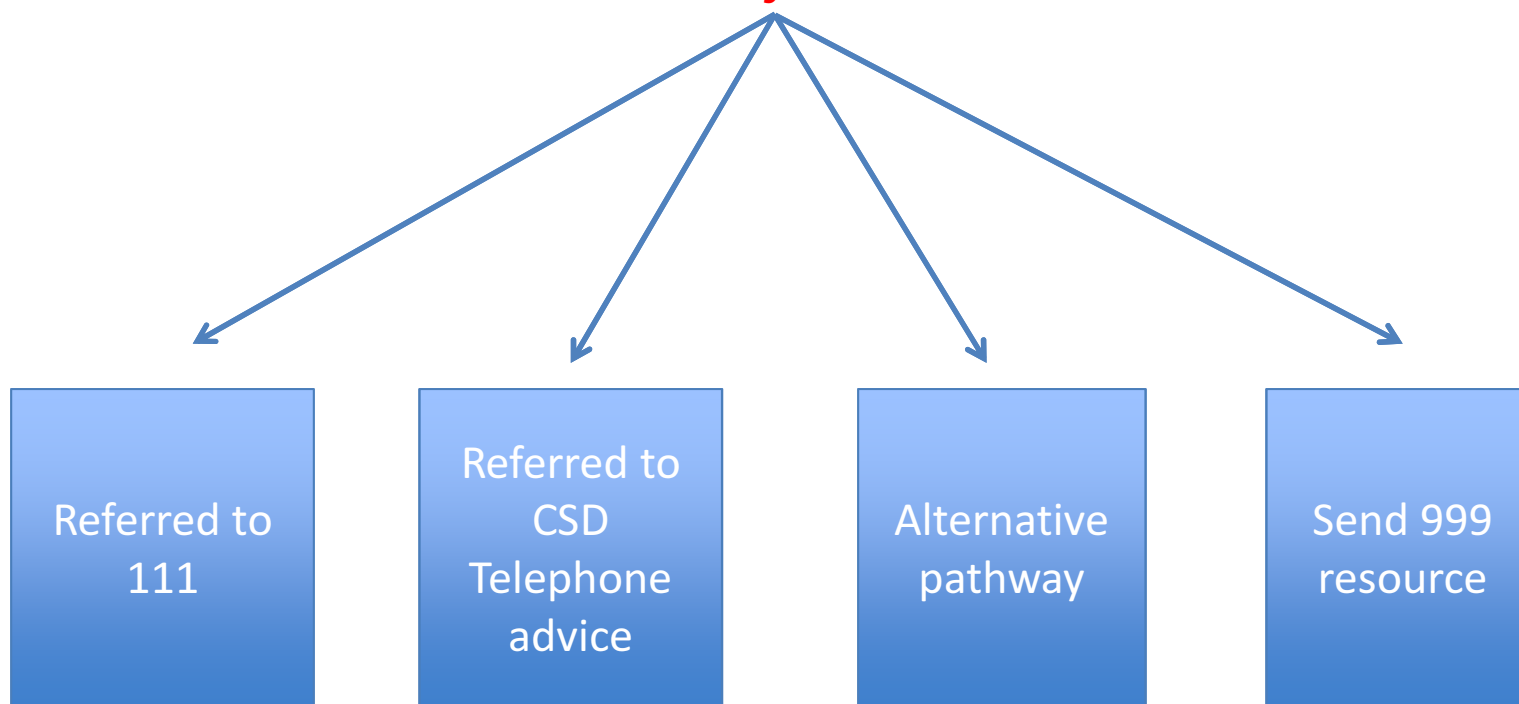 Referred to
111
Referred to
CSD
Telephone
advice
Alternative
pathway
Send 999
resource